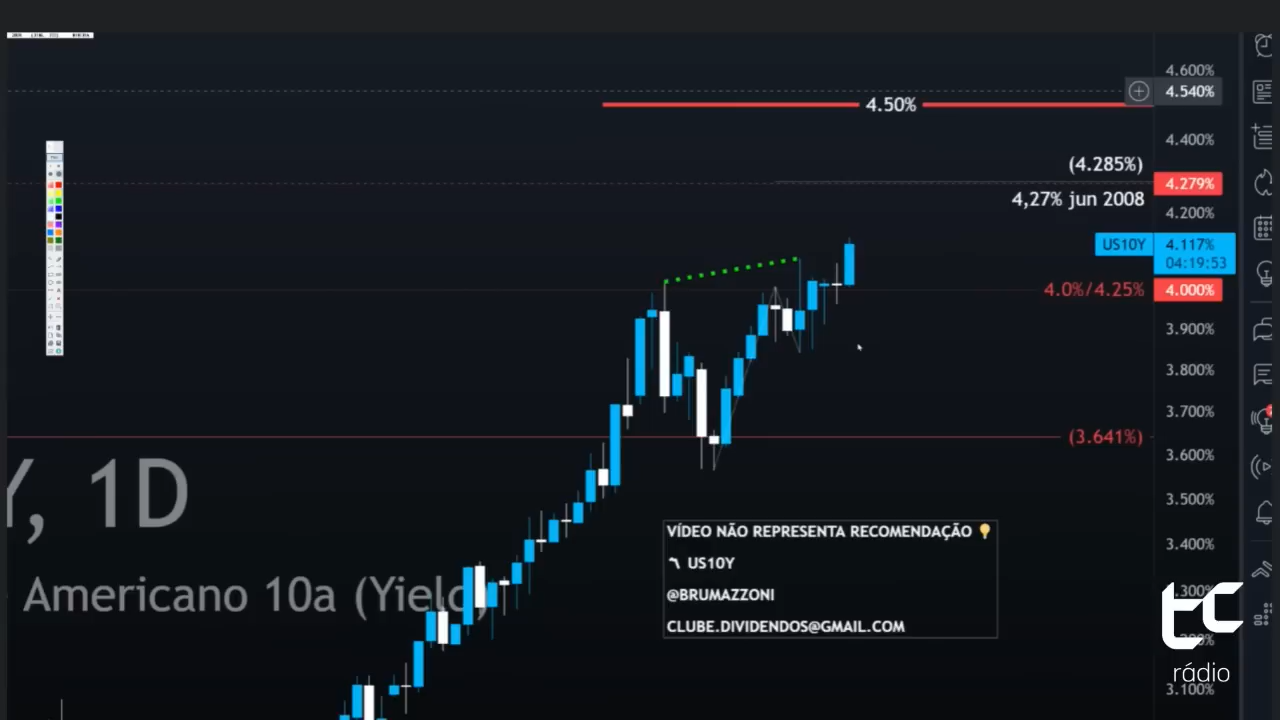 4.600%
4.540%
4.50%
4.400%
(4.285%)
4.279%
4,27% jun 2008
4.200%
US10Y 4.117%
04:19:53
4.0%/4.25% 4.000%
3.900%
3.800%
3.700%
(3.641%)
3.600%
Y, 1D
3.500%
VÍDEO NÃO REPRESENTA RECOMENDAÇÃO
3.400%
US10Y
Americano 10a (Yield)
3.300%
@BRUMAZZONI
CLUBE.DIVIDENDOS@GMAIL.COM
tc
rádio
3.100%